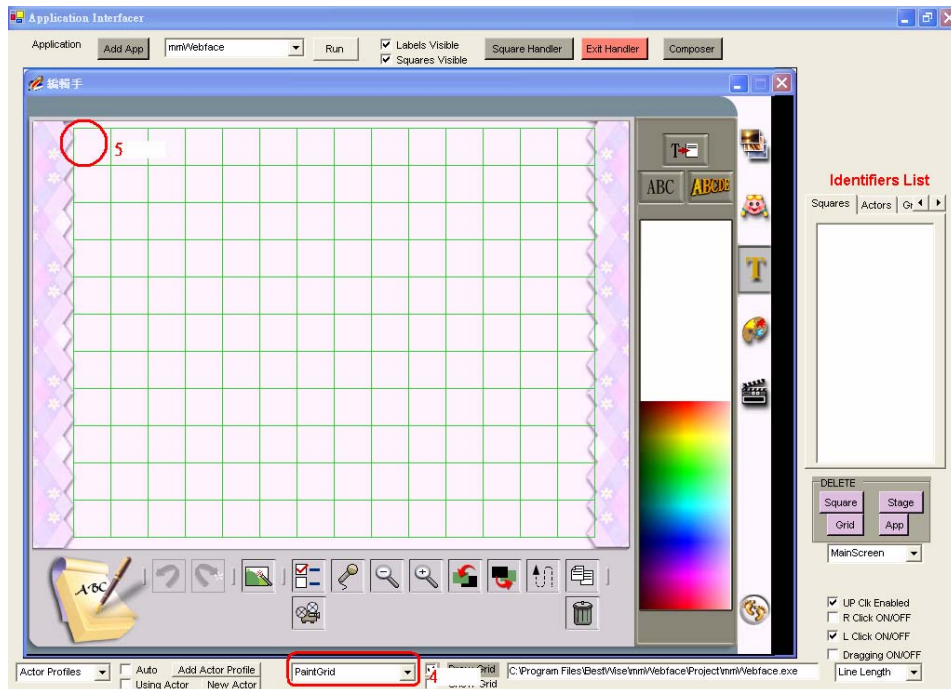 Application Interfacer
Application
Add App
mmWebface
Run
Labels Visible
Squares Visible
Square Handler
Exit Handler
Composer
編輯手
5
T
ABC
ABCDE
T
Identifiers List
Squares
Actors
DELETE
Square
Stage
Grid
App
MainScreen
UP Clk Enabled
R Click ON/OFF
L Click ON/OFF
Dragging ON/OFF
Line Length
ABC
Actor Profiles
Auto
Using Actor
Add Actor Profile
New Actor
PaintGrid
4
Grid
Grid
C:\Program Files\BestWise\mmWebface\Project\mmWebface.exe